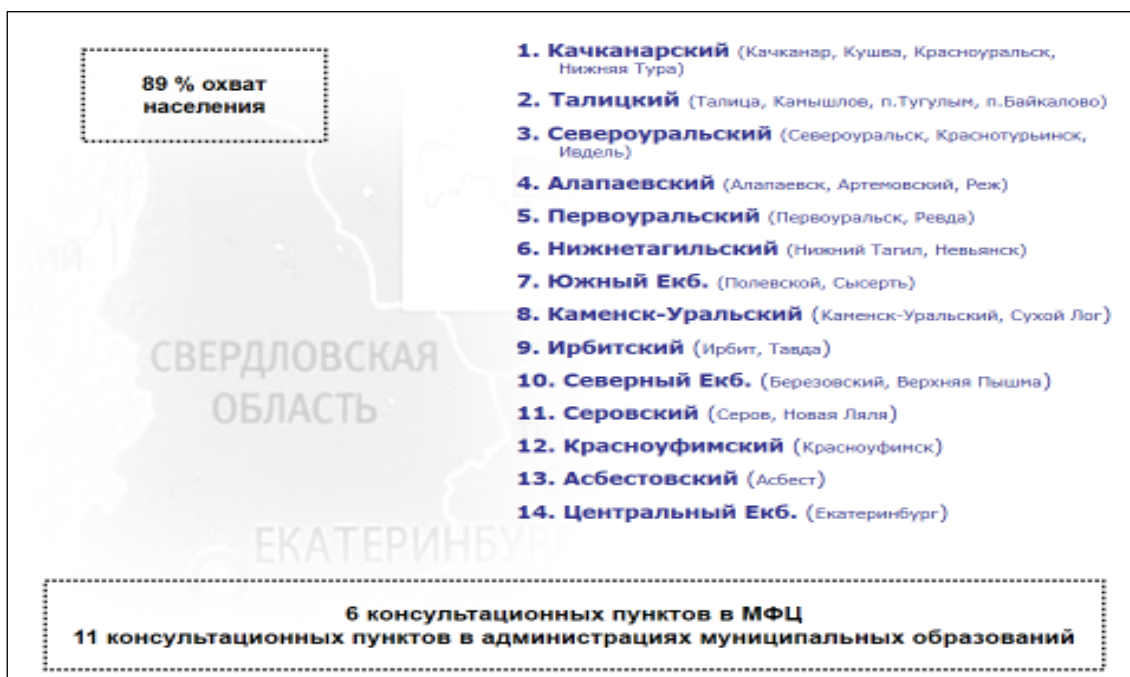 89 % охват
населения
1. Качканарский (Качканар, Кушва, Красноуральск,
Нижняя Тура)
2. Талицкий (Талица, Камышлов, п.Тугулым, п.Байкалово)
3. Североуральский (Североуральск, Краснотурьинск,
Ивдель)
4. Алапаевский (Алапаевск, Артемовский, Реж)
5. Первоуральский (Первоуральск, Ревда)
6. Нижнетагильский (Нижний Тагил, Невьянск)
7. Южный Екб. (Полевской, Сысерть)
8. Каменск-Уральский (Каменск-Уральский, Сухой Лог)
9. Ирбитский (Ирбит, Тавда)
10. Северный Екб. (Березовский, Верхняя Пышма)
11. Серовский (Серов, Новая Ляля)
12. Красноуфимский (Красноуфимск)
13. Асбестовский (Асбест)
14. Центральный Екб. (Екатеринбург)
СВЕРДЛОВСКАЯ
ОБЛАСТЬ
ЕКАТЕРИНБУРГ
6 консультационных пунктов в МФЦ
11 консультационных пунктов в администрациях муниципальных образований